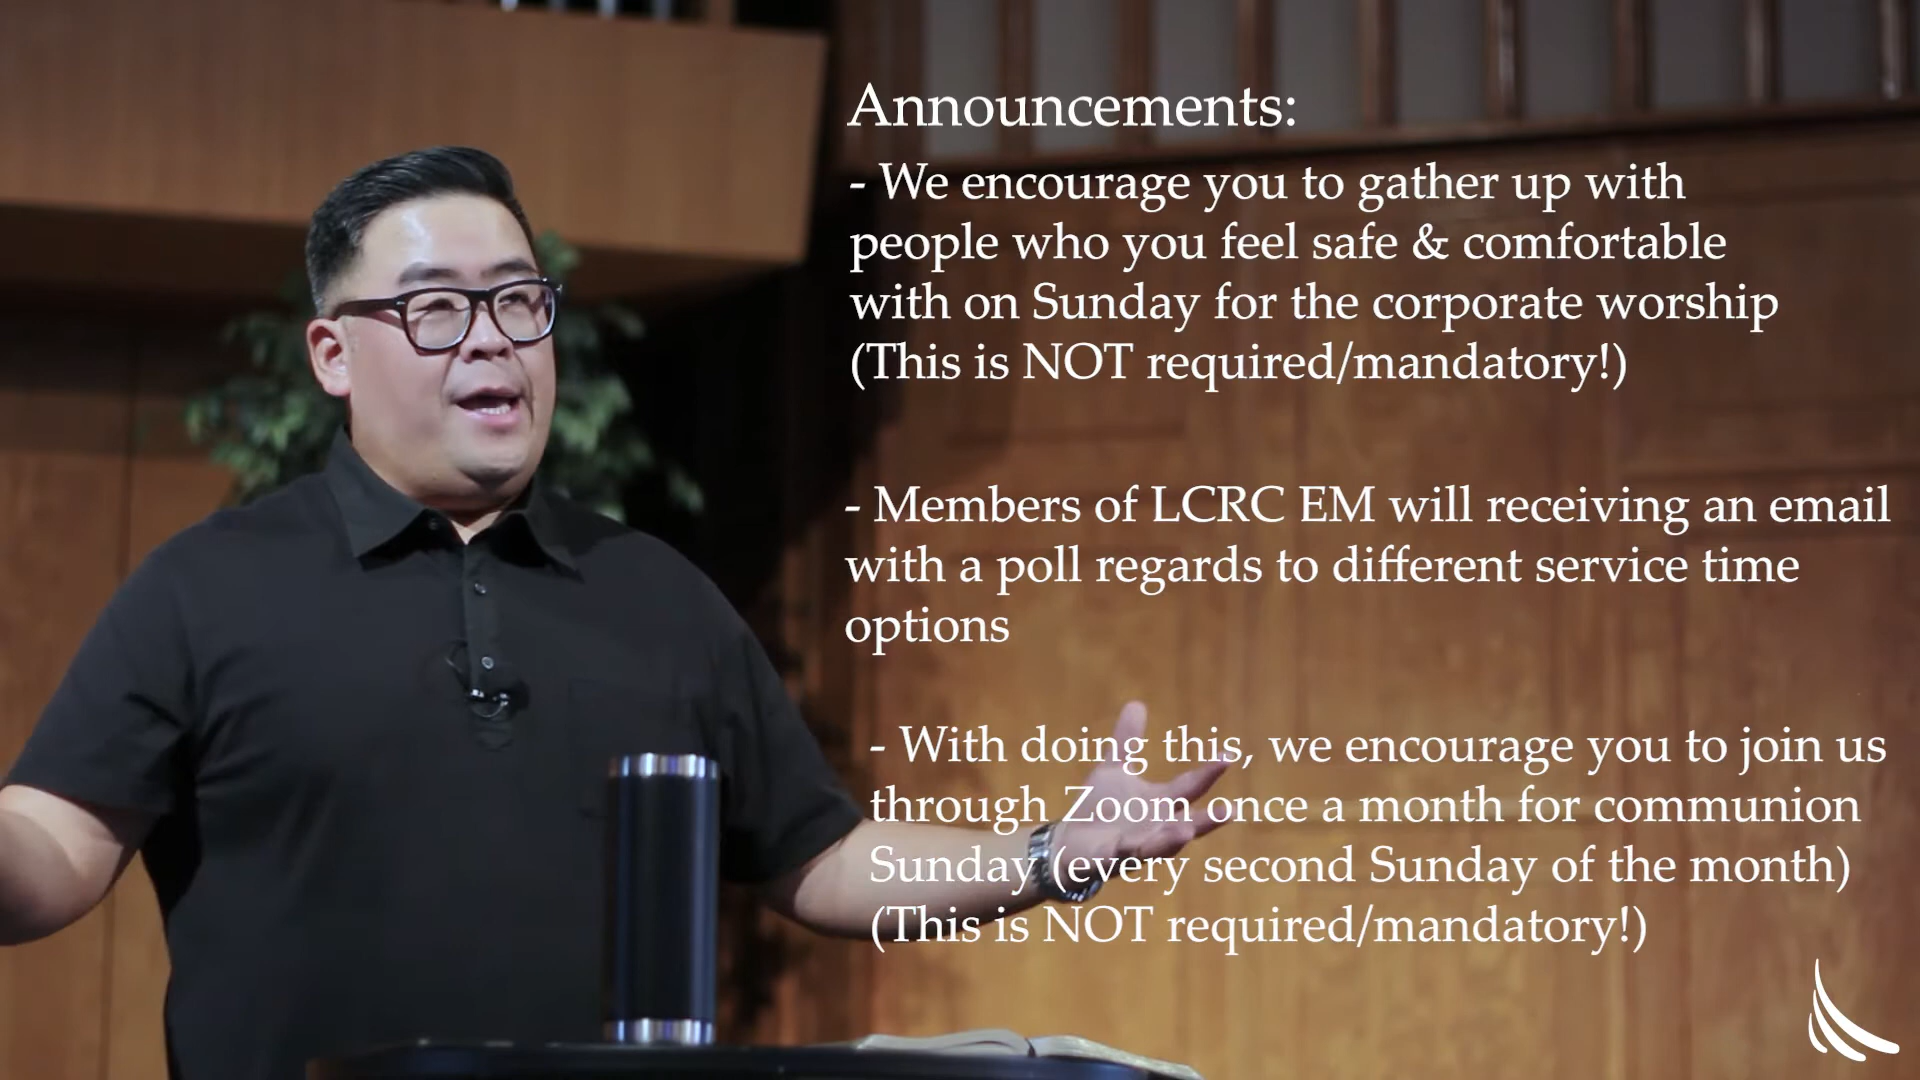 Announcements:
- We encourage you to gather up with
people who you feel safe & comfortable
with on Sunday for the corporate worship
(This is NOT required/mandatory!)
- Members of LCRC EM will receiving an email
with a poll regards to different service time
options
- With doing this, we encourage you to join us
through Zoom once a month for communion
Sunday (every second Sunday of the month)
(This is NOT required/mandatory!)